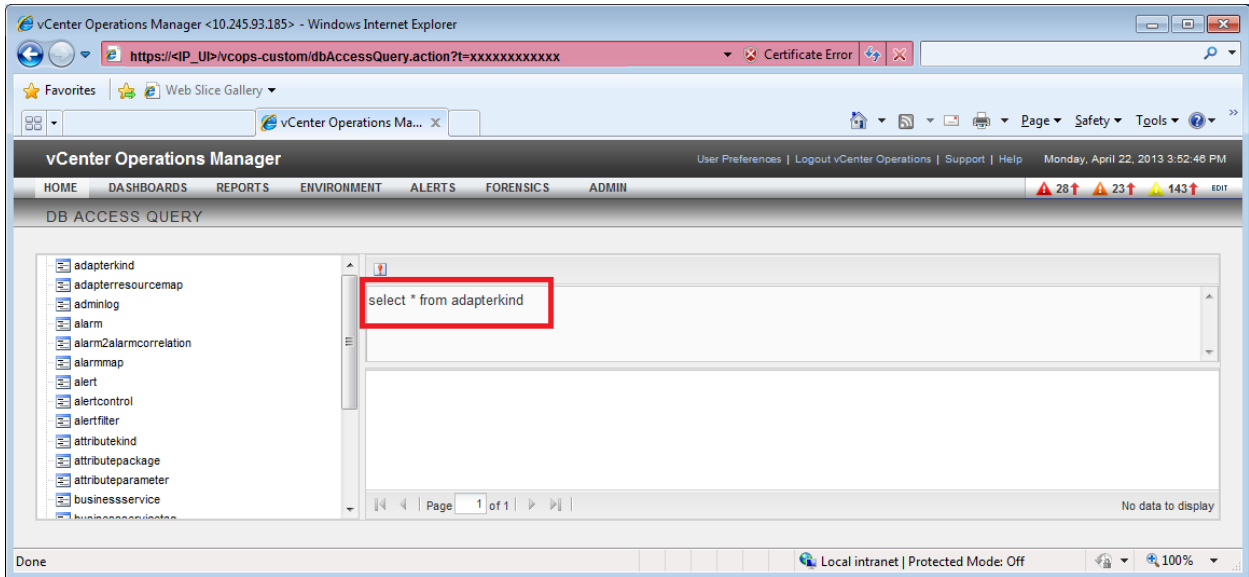 vCenter Operations Manager <10.245.93.185> - Windows Internet Explorer
https://<IP_UI>/vcops-custom/dbAccessQuery.action?t=xxxxxxxxxxxx Certificate Error
Favorites Web Slice Gallery
vCenter Operations Ma... X Page Safety Tools
vCenter Operations Manager User Preferences | Logout vCenter Operations | Support | Help Monday, April 22, 2013 3:52:46 PM
HOME DASHBOARDS REPORTS ENVIRONMENT ALERTS FORENSICS ADMIN 28 23 143 EDIT
DB ACCESS QUERY
adapterkind
adapterresourcemap
adminlog
alarm
alarm2alarmcorrelation
alarmmap
alert
alertcontrol
alertfilter
attributekind
attributepackage
attributeparameter
businessservice
select * from adapterkind
Page 1 of 1 No data to display
Done Local intranet | Protected Mode: Off 100%